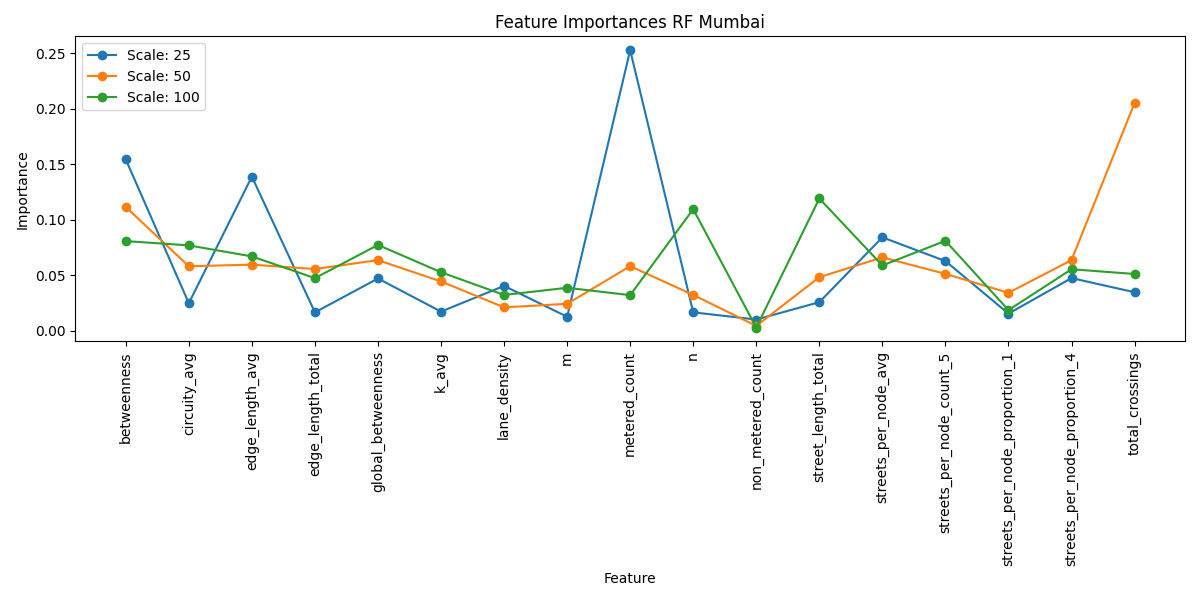 Feature Importances RF Mumbai
Scale: 25
Scale: 50
Scale: 100
Importance
0.25
0.20
0.15
0.10
0.05
0.00
betweenness
circuity_avg
edge_length_avg
edge_length_total
global_betweenness
k_avg
lane_density
m
metered_count
n
non_metered_count
street_length_total
streets_per_node_avg
streets_per_node_count_5
streets_per_node_proportion_1
streets_per_node_proportion_4
total_crossings
Feature